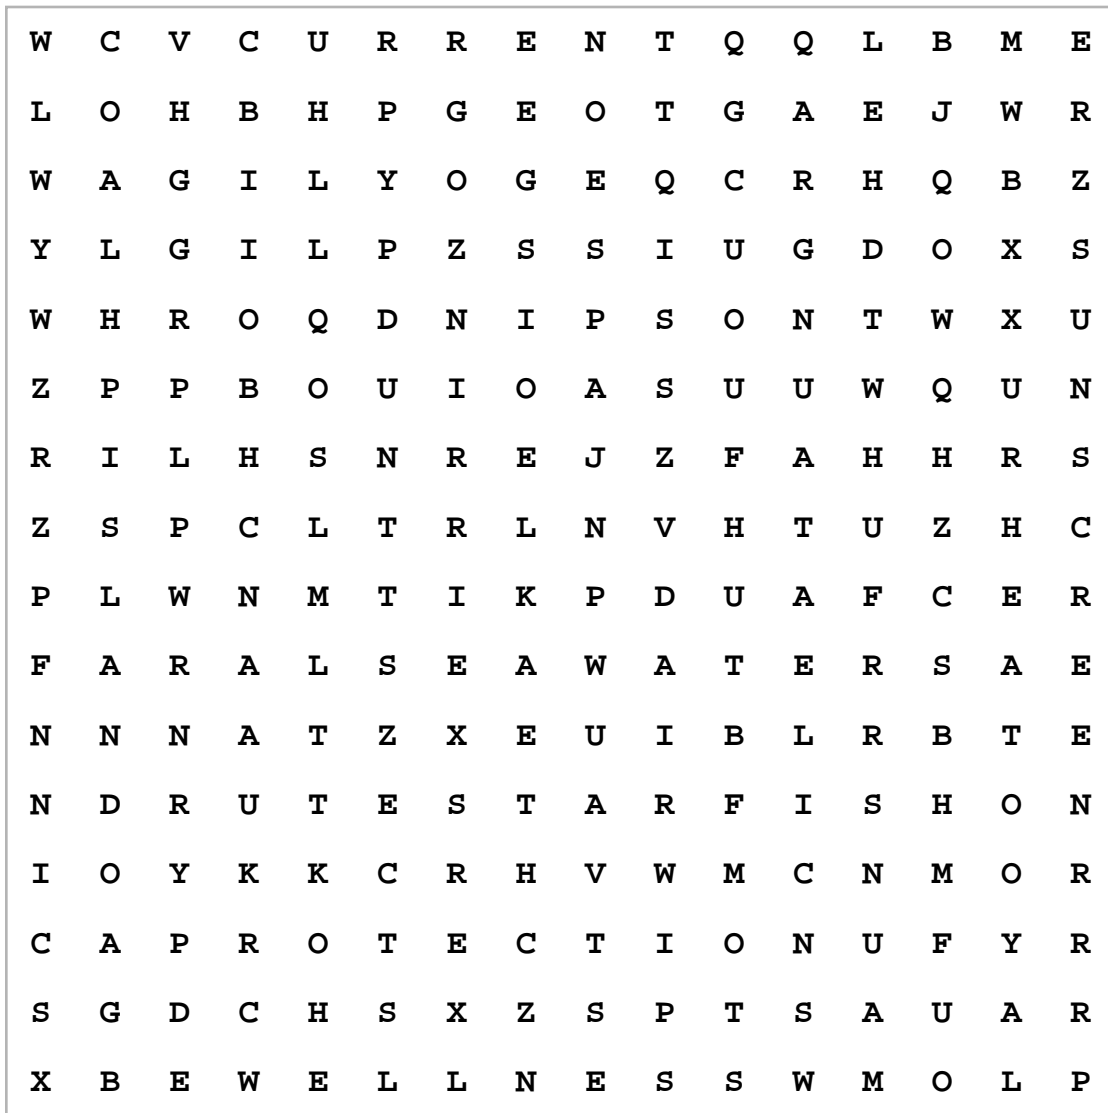 W C V C U R R E N T Q Q L B M E
L O H B H P G E O T G A E J W R
W A G I L Y O G E Q C R H Q B Z
Y L G I L P Z S S I U G D O X S
W H R O Q D N I P S O N T W X U
Z P P B O U I O A S U U W Q U N
R I L H S N R E J Z F A H H R S
Z S P C L T R L N V H T U Z H C
P L W N M T I K P D U A F C E R
F A R A L S E A W A T E R S A E
N N N A T Z X E U I B L R B T E
N D R U T E S T A R F I S H O N
I O Y K K C R H V W M C N M O R
C A P R O T E C T I O N U F Y R
S G D C H S X Z S P T S A U A R
X B E W E L L N E S S W M O L P